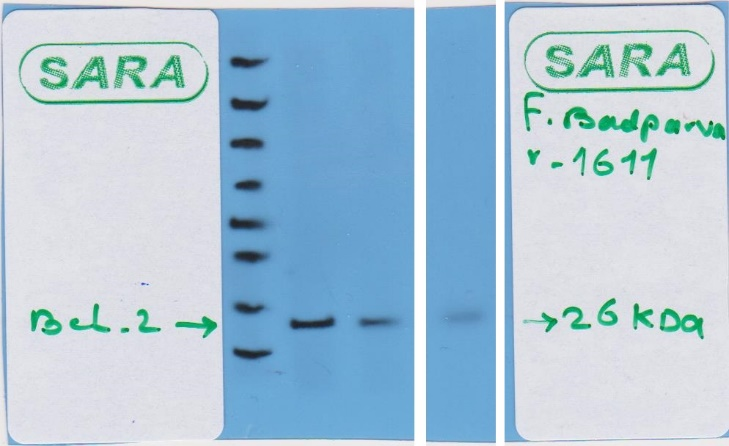 SARA
Bcl.2 →
SARA
F. Badparva
r-1611
→ 26 KDa